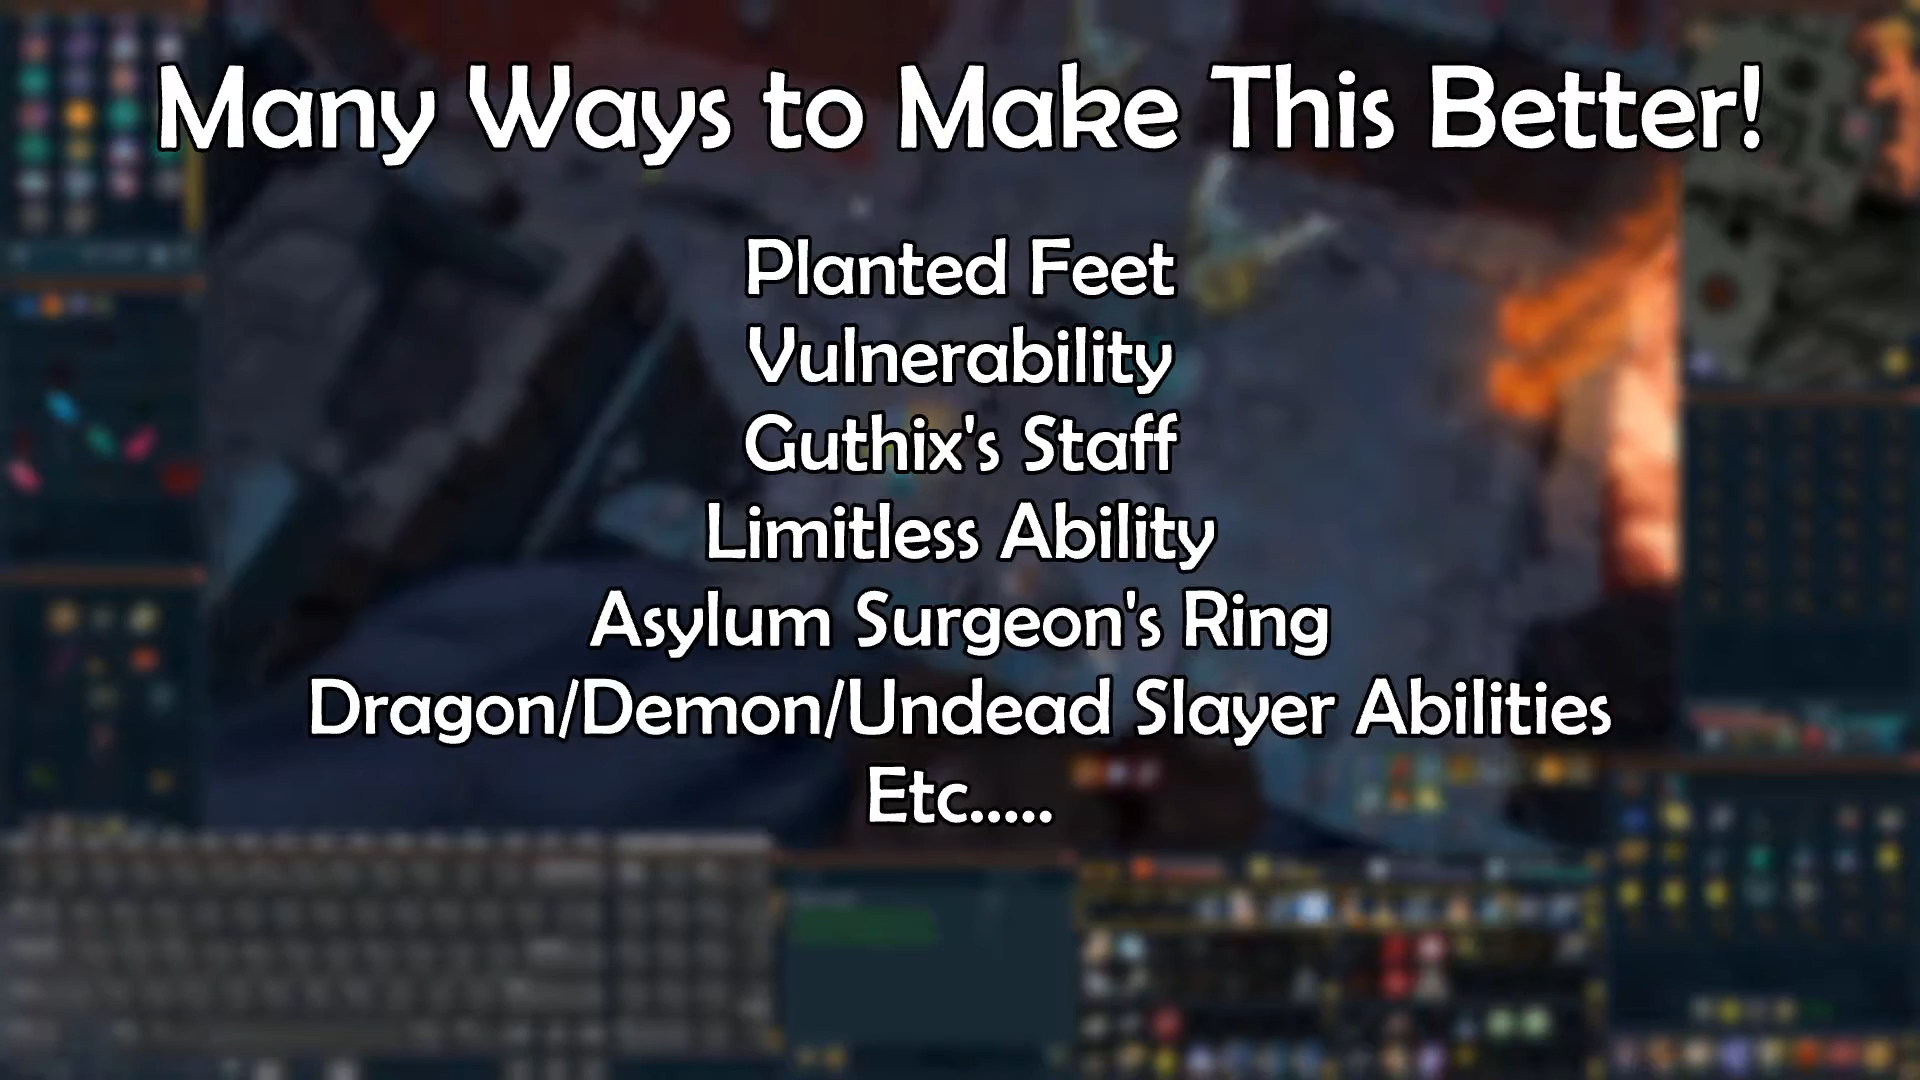 Many Ways to Make This Better!
Planted Feet
Vulnerability
Guthix's Staff
Limitless Ability
Asylum Surgeon's Ring
Dragon/Demon/Undead Slayer Abilities
Etc.....